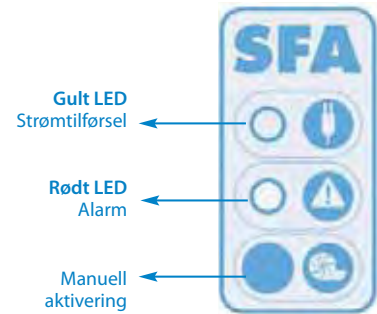 SFA
Gult LED
Strømtilførsel
Rødt LED
Alarm
Manuell
aktivering